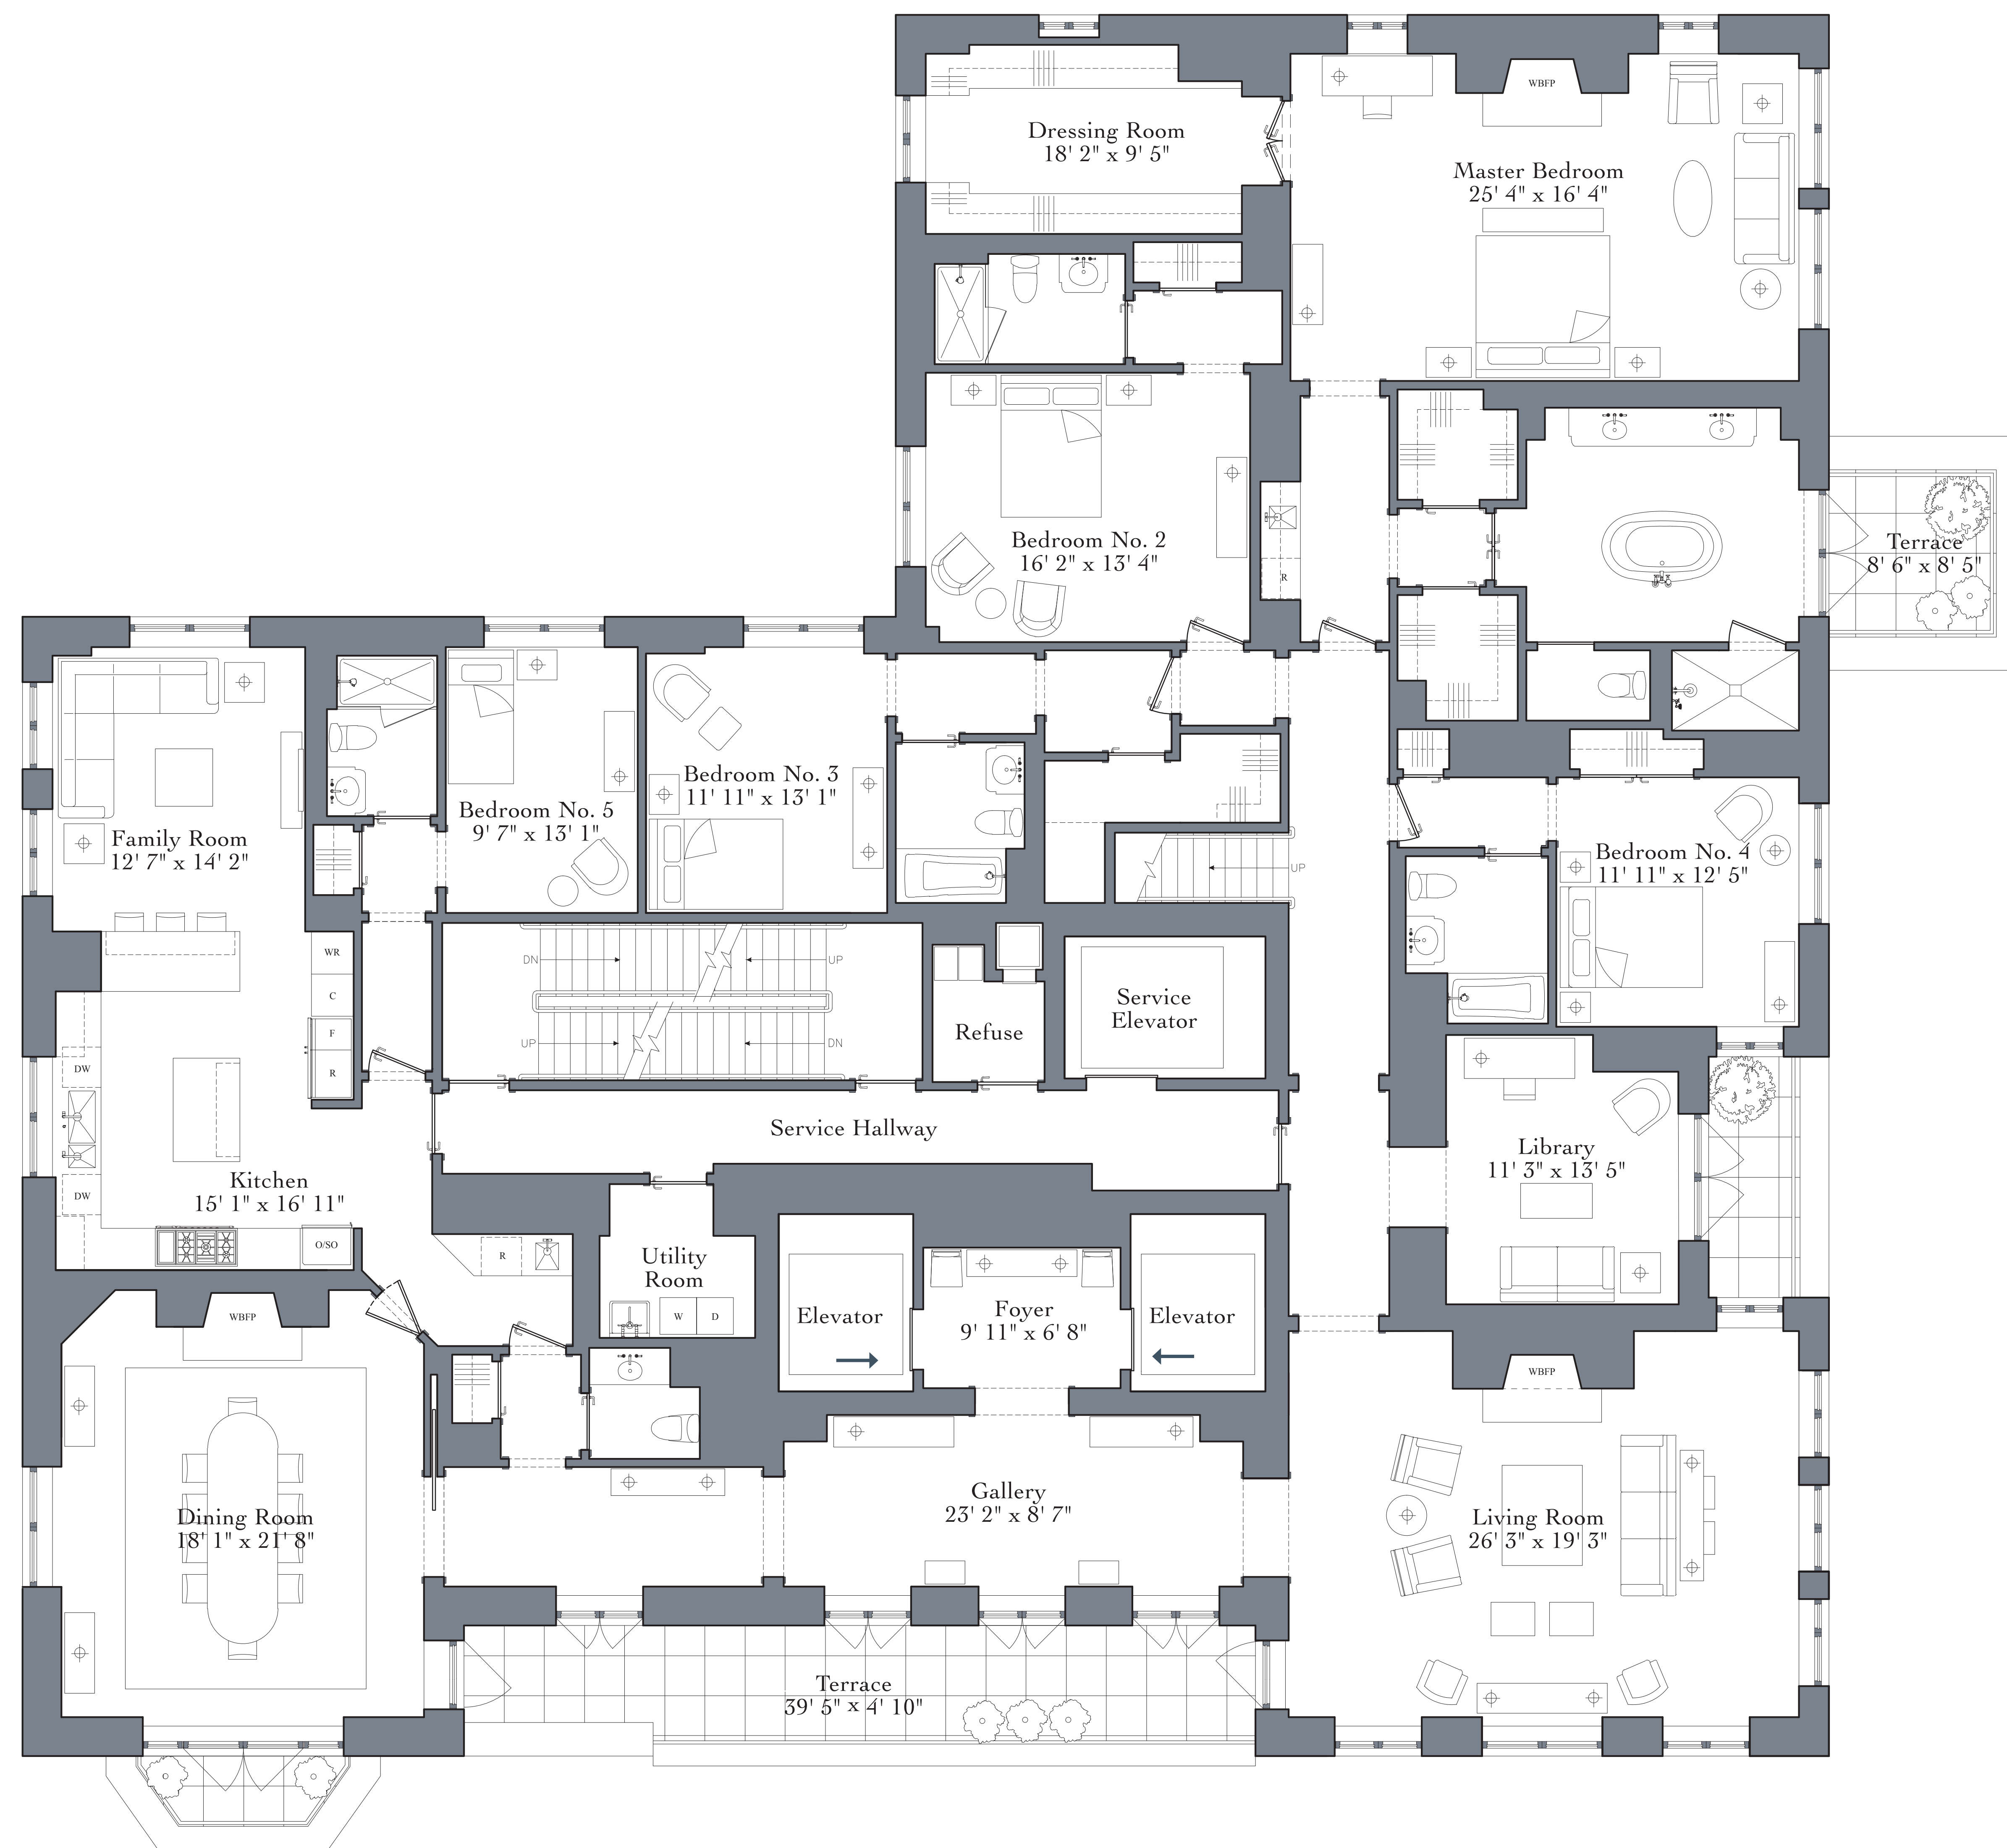 WBFP
Dressing Room
18' 2" x 9' 5"
Master Bedroom
25' 4" x 16' 4"
Bedroom No. 2
16' 2" x 13' 4"
R
Terrace
8' 6" x 8' 5"
Family Room
12' 7" x 14' 2"
Bedroom No. 5
9' 7" x 13' 1"
Bedroom No. 3
11' 11" x 13' 1"
Bedroom No. 4
11' 11" x 12' 5"
UP
WR
C
F
R
DN
UP
UP
DN
Refuse
Service
Elevator
DW
DW
Service Hallway
Library
11' 3" x 13' 5"
Kitchen
15' 1" x 16' 11"
O/SO
R
Utility
Room
W
D
Elevator
Foyer
9' 11" x 6' 8"
Elevator
WBFP
WBFP
Dining Room
18' 1" x 21' 8"
Gallery
23' 2" x 8' 7"
Living Room
26' 3" x 19' 3"
Terrace
39' 5" x 4' 10"